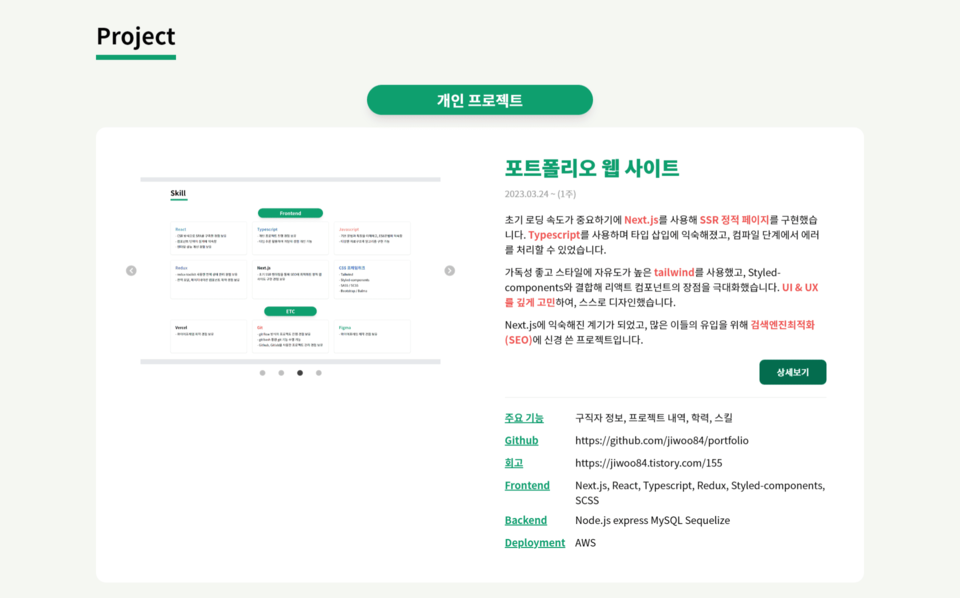 Project
개인 프로젝트
Skill
Frontend
React
Typescript
Javascript
Redux
Next.js
CSS 프레임워크
ETC
Vercel
Git
Figma
포트폴리오 웹 사이트
2023.03.24 ~ (1주)
초기 로딩 속도가 중요하기에 Next.js를 사용해 SSR 정적 페이지를 구현했습
니다. Typescript를 사용하며 타입 삽입에 익숙해졌고, 컴파일 단계에서 에러
를 처리할 수 있었습니다.
가독성 좋고 스타일에 자유도가 높은 tailwind를 사용했고, Styled-
components와 결합해 리액트 컴포넌트의 장점을 극대화했습니다. UI & UX
를 깊게 고민하여, 스스로 디자인했습니다.
Next.js에 익숙해진 계기가 되었고, 많은 이들의 유입을 위해 검색엔진최적화
(SEO)에 신경 쓴 프로젝트입니다.
상세보기
주요 기능 구직자 정보, 프로젝트 내역, 학력, 스킬
Github https://github.com/jiwoo84/portfolio
회고 https://jiwoo84.tistory.com/155
Frontend Next.js, React, Typescript, Redux, Styled-components,
SCSS
Backend Node.js express MySQL Sequelize
Deployment AWS